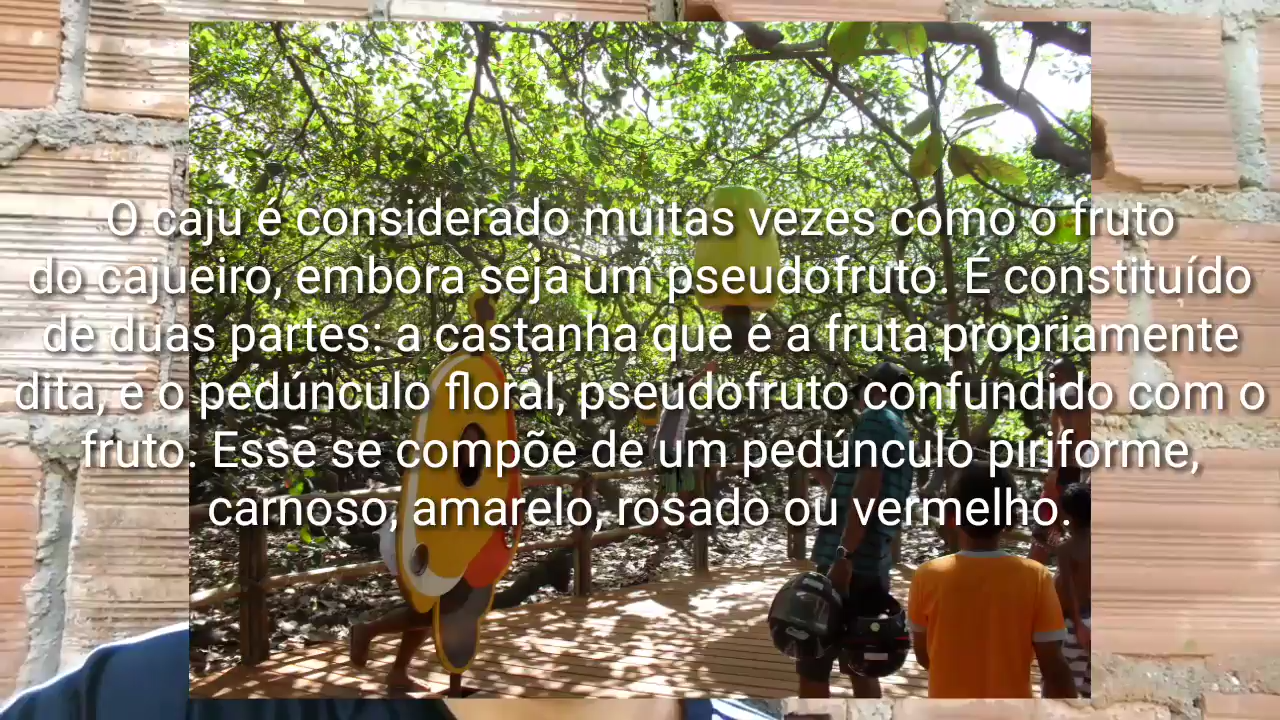 O caju é considerado muitas vezes como o fruto
do cajueiro, embora seja um pseudofruto. É constituído
de duas partes: a castanha que é a fruta propriamente
dita, e o pedúnculo floral, pseudofruto confundido com o
fruto. Esse se compõe de um pedúnculo piriforme,
carnoso, amarelo, rosado ou vermelho.